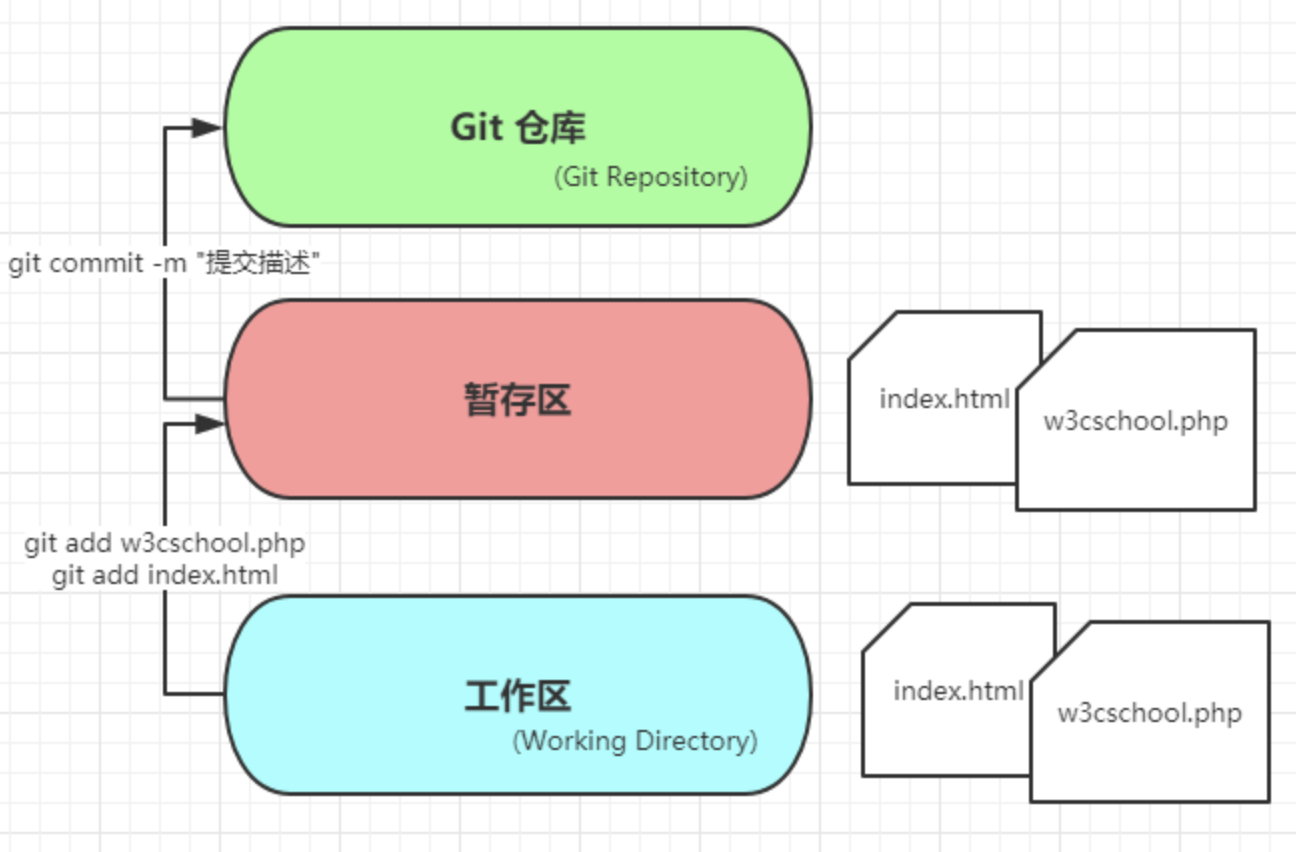 Git 仓库
(Git Repository)
git commit -m "提交描述"
暂存区
index.html
w3cschool.php
git add w3cschool.php
git add index.html
工作区
(Working Directory)
index.html
w3cschool.php